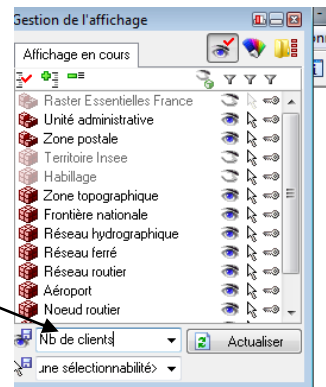 Gestion de l'affichage
Affichage en cours
Raster Essentielles France
Unité administrative
Zone postale
Territoire Insee
Habillage
Zone topographique
Frontière nationale
Réseau hydrographique
Réseau ferré
Réseau routier
Aéroport
Noeud routier
Nb de clients
Actualiser
une sélectionnabilité>